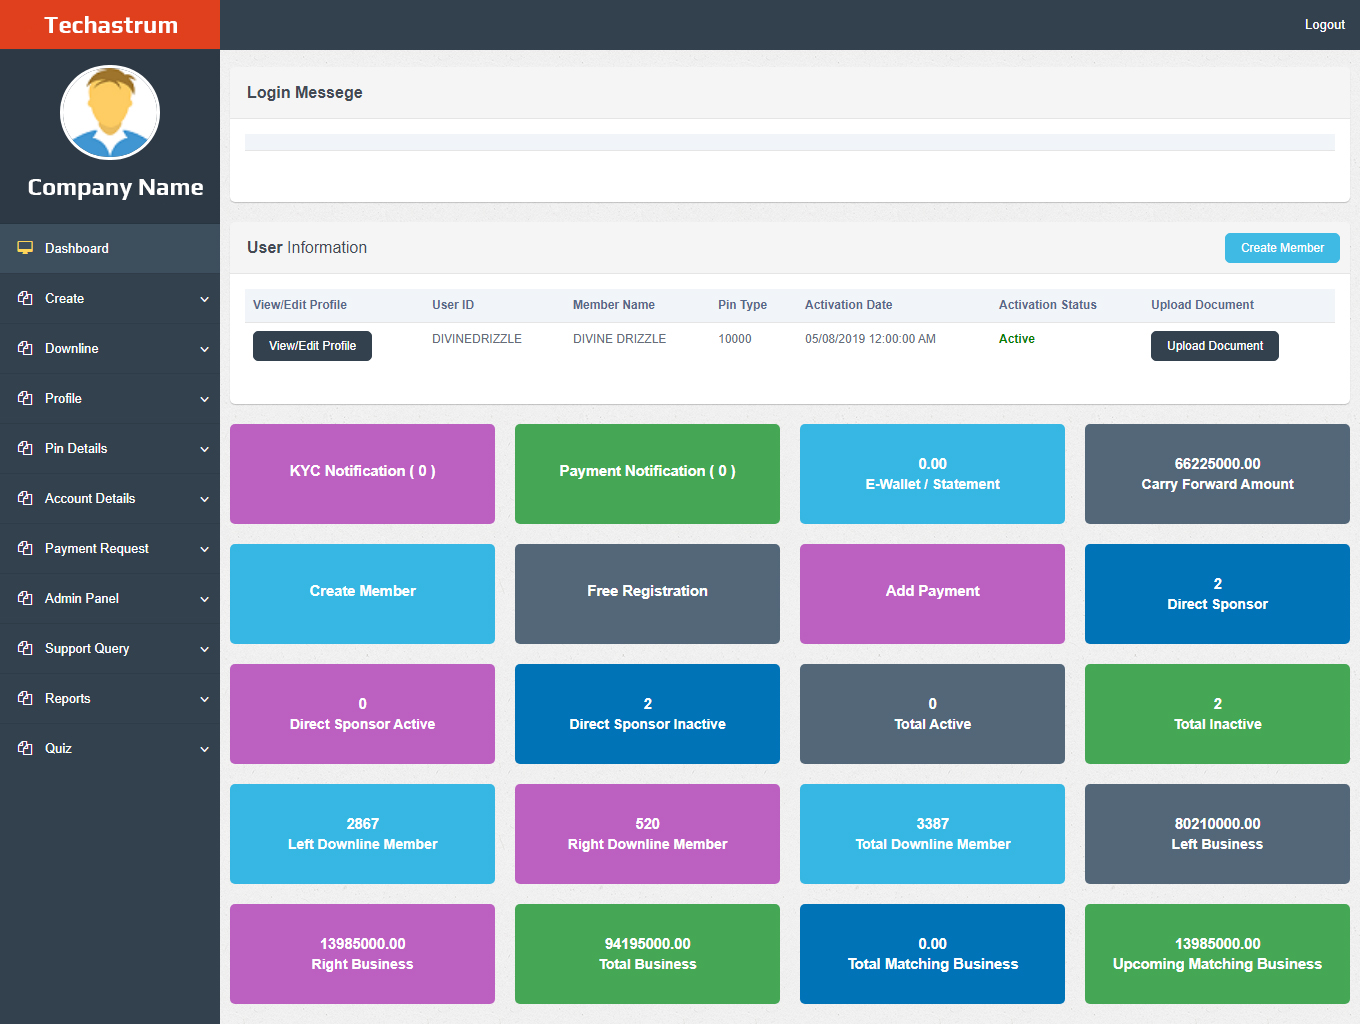 Techastrum
Logout
Company Name
Dashboard
Create
Downline
Profile
Pin Details
Account Details
Payment Request
Admin Panel
Support Query
Reports
Quiz
Login Messege
User Information
Create Member
View/Edit Profile User ID Member Name Pin Type Activation Date Activation Status Upload Document
View/Edit Profile DIVINEDRIZZLE DIVINE DRIZZLE 10000 05/08/2019 12:00:00 AM Active Upload Document
KYC Notification ( 0 )
Payment Notification ( 0 )
0.00
E-Wallet / Statement
66225000.00
Carry Forward Amount
Create Member
Free Registration
Add Payment
2
Direct Sponsor
0
Direct Sponsor Active
2
Direct Sponsor Inactive
0
Total Active
2
Total Inactive
2867
Left Downline Member
520
Right Downline Member
3387
Total Downline Member
80210000.00
Left Business
13985000.00
Right Business
94195000.00
Total Business
0.00
Total Matching Business
13985000.00
Upcoming Matching Business